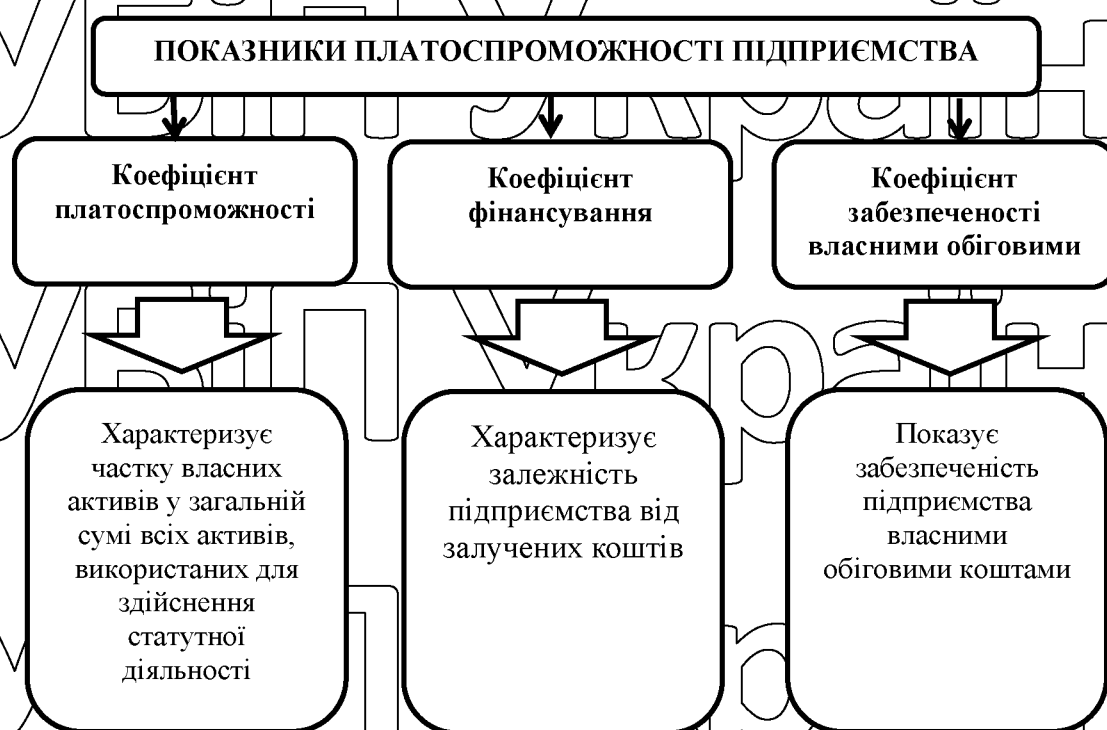 ПОКАЗНИКИ ПЛАТОСПРОМОЖНОСТІ ПІДПРИЄМСТВА
Коефіцієнт
платоспроможності
Коефіцієнт
фінансування
Коефіцієнт
забезпеченості
власними обіговими
Характеризує
частку власних
активів у загальній
сумі всіх активів,
використаних для
здійснення
статутної
діяльності
Характеризує
залежність
підприємства від
залучених коштів
Показує
забезпеченість
підприємства
власними
обіговими коштами